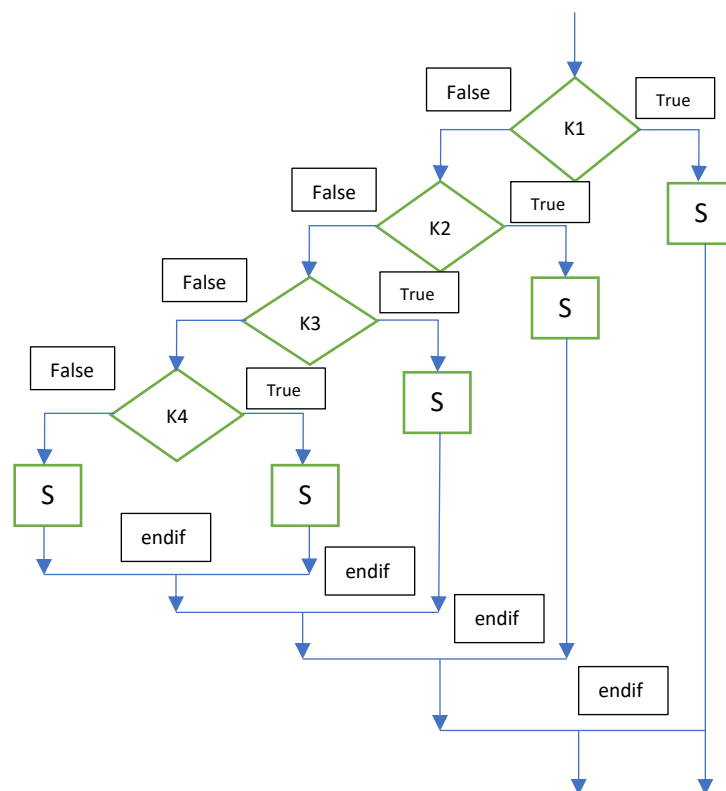 False
True
K1
False
True
K2
S
False
True
K3
S
False
True
K4
S
S
S
endif
endif
endif
endif